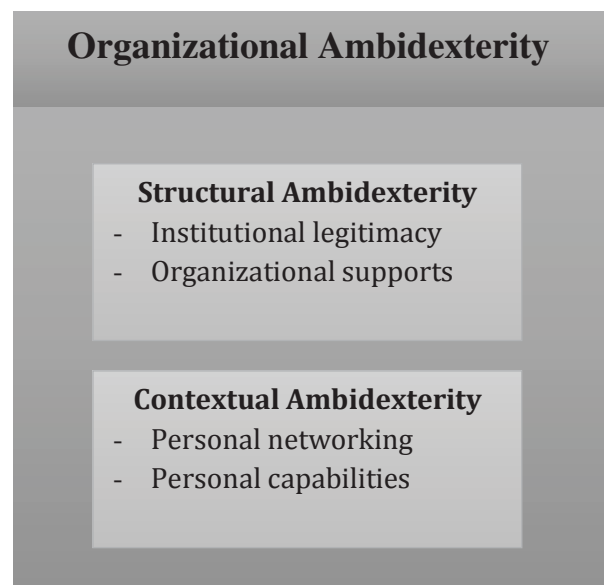 Organizational Ambidexterity
Structural Ambidexterity
- Institutional legitimacy
- Organizational supports
Contextual Ambidexterity
- Personal networking
- Personal capabilities